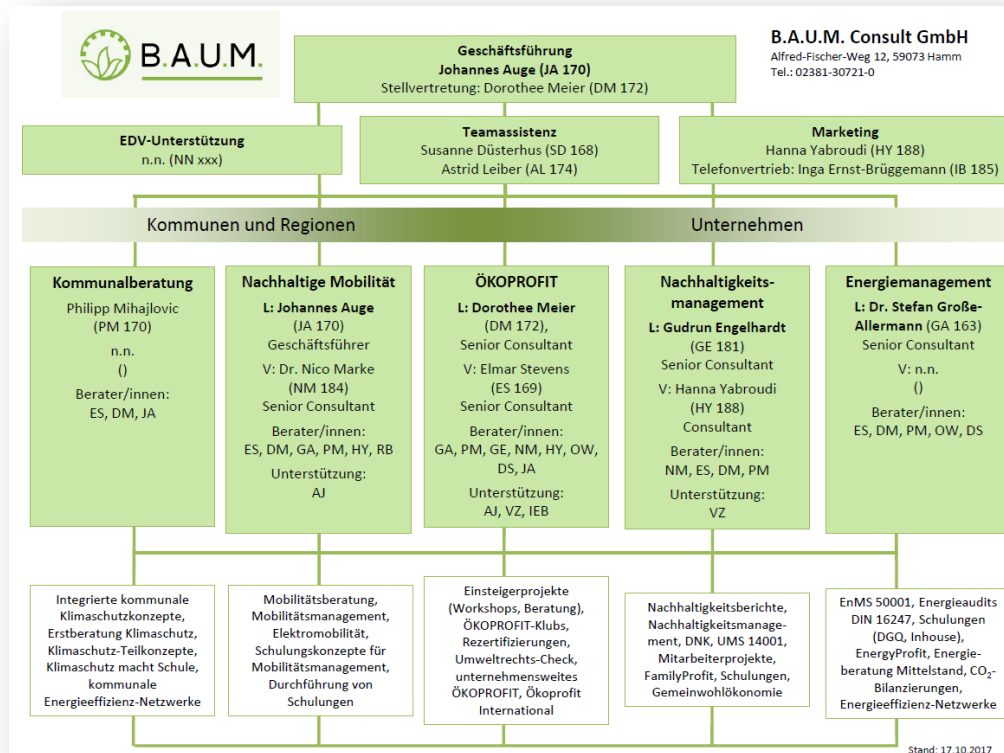 B.A.U.M.
Geschäftsführung
Johannes Auge (JA 170)
Stellvertretung: Dorothee Meier (DM 172)
B.A.U.M. Consult GmbH
Alfred-Fischer-Weg 12, 59073 Hamm
Tel.: 02381-30721-0
EDV-Unterstützung
n.n. (NN xxx)
Teamassistenz
Susanne Düsterhus (SD 168)
Astrid Leiber (AL 174)
Marketing
Hanna Yabroudi (HY 188)
Telefonvertrieb: Inga Ernst-Brüggemann (IB 185)
Kommunen und Regionen
Unternehmen
Kommunalberatung
Philipp Mihajlovic
(PM 170)
n.n.
()
Berater/innen:
ES, DM, JA
Nachhaltige Mobilität
L: Johannes Auge
(JA 170)
Geschäftsführer
V: Dr. Nico Marke
(NM 184)
Senior Consultant
Berater/innen:
ES, DM, GA, PM, HY, RB
Unterstützung:
AJ
ÖKOPROFIT
L: Dorothee Meier
(DM 172),
Senior Consultant
V: Elmar Stevens
(ES 169)
Senior Consultant
Berater/innen:
GA, PM, GE, NM, HY, OW,
DS, JA
Unterstützung:
AJ, VZ, IEB
Nachhaltigkeits-
management
L: Gudrun Engelhardt
(GE 181)
Senior Consultant
V: Hanna Yabroudi
(HY 188)
Consultant
Berater/innen:
NM, ES, DM, PM
Unterstützung:
VZ
Energiemanagement
L: Dr. Stefan Große-
Allermann (GA 163)
Senior Consultant
V: n.n.
()
Berater/innen:
ES, DM, PM, OW, DS
Integrierte kommunale
Klimaschutzkonzepte,
Erstberatung Klimaschutz,
Klimaschutz-Teilkonzepte,
Klimaschutz macht Schule,
kommunale
Energieeffizienz-Netzwerke
Mobilitätsberatung,
Mobilitätsmanagement,
Elektromobilität,
Schulungskonzepte für
Mobilitätsmanagement,
Durchführung von
Schulungen
Einsteigerprojekte
(Workshops, Beratung),
ÖKOPROFIT-Klubs,
Rezertifizierungen,
Umweltrechts-Check,
unternehmensweites
ÖKOPROFIT, Ökoprofit
International
Nachhaltigkeitsberichte,
Nachhaltigkeitsmanage-
ment, DNK, UMS 14001,
Mitarbeiterprojekte,
FamilyProfit, Schulungen,
Gemeinwohlökonomie
EnMS 50001, Energieaudits
DIN 16247, Schulungen
(DGQ, Inhouse),
EnergyProfit, Energie-
beratung Mittelstand, CO₂-
Bilanzierungen,
Energieeffizienz-Netzwerke
Stand: 17.10.2017